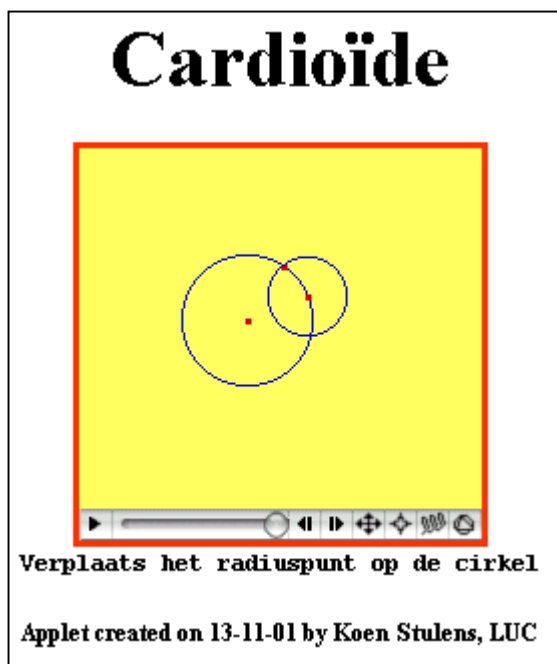 Cardioïde
Verplaats het radiuspunt op de cirkel
Applet created on 13-11-01 by Koen Stulens, LUC